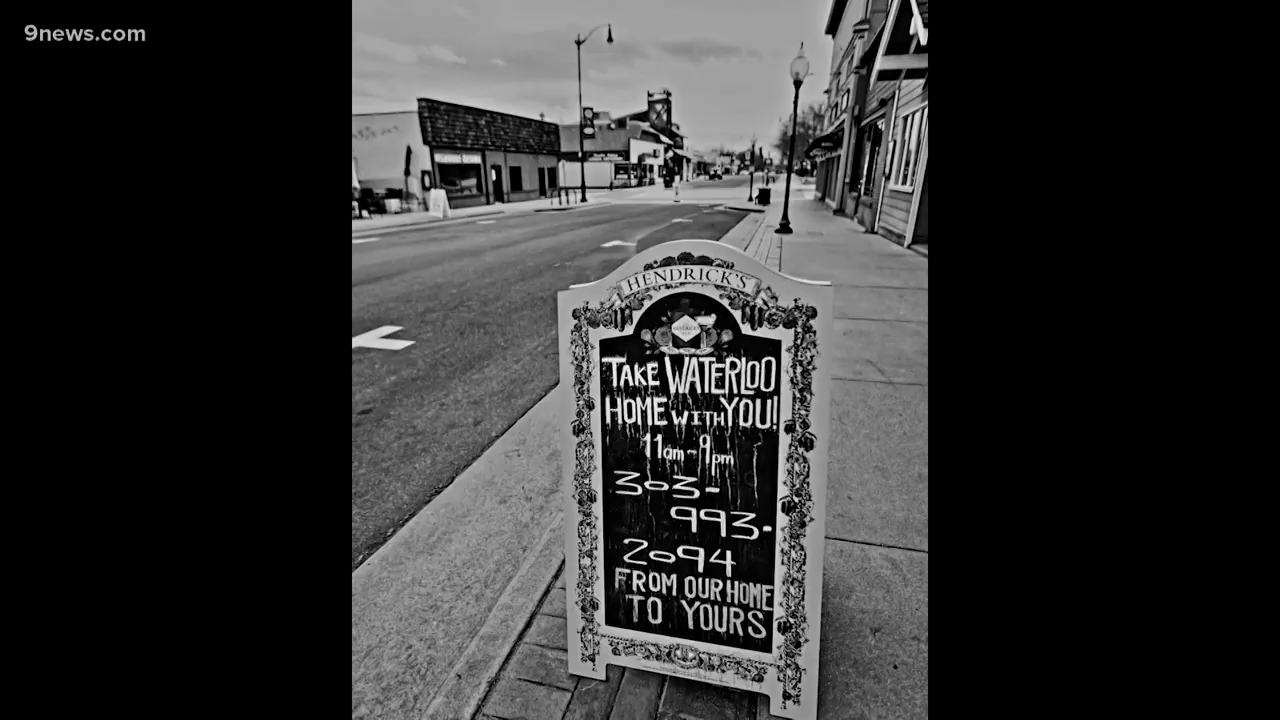 9news.com
HENDRICK'S
TAKE WATERLOO
HOME WITH YOU!
11am-9pm
303-
993-
2094
FROM OUR HOME
TO YOURS